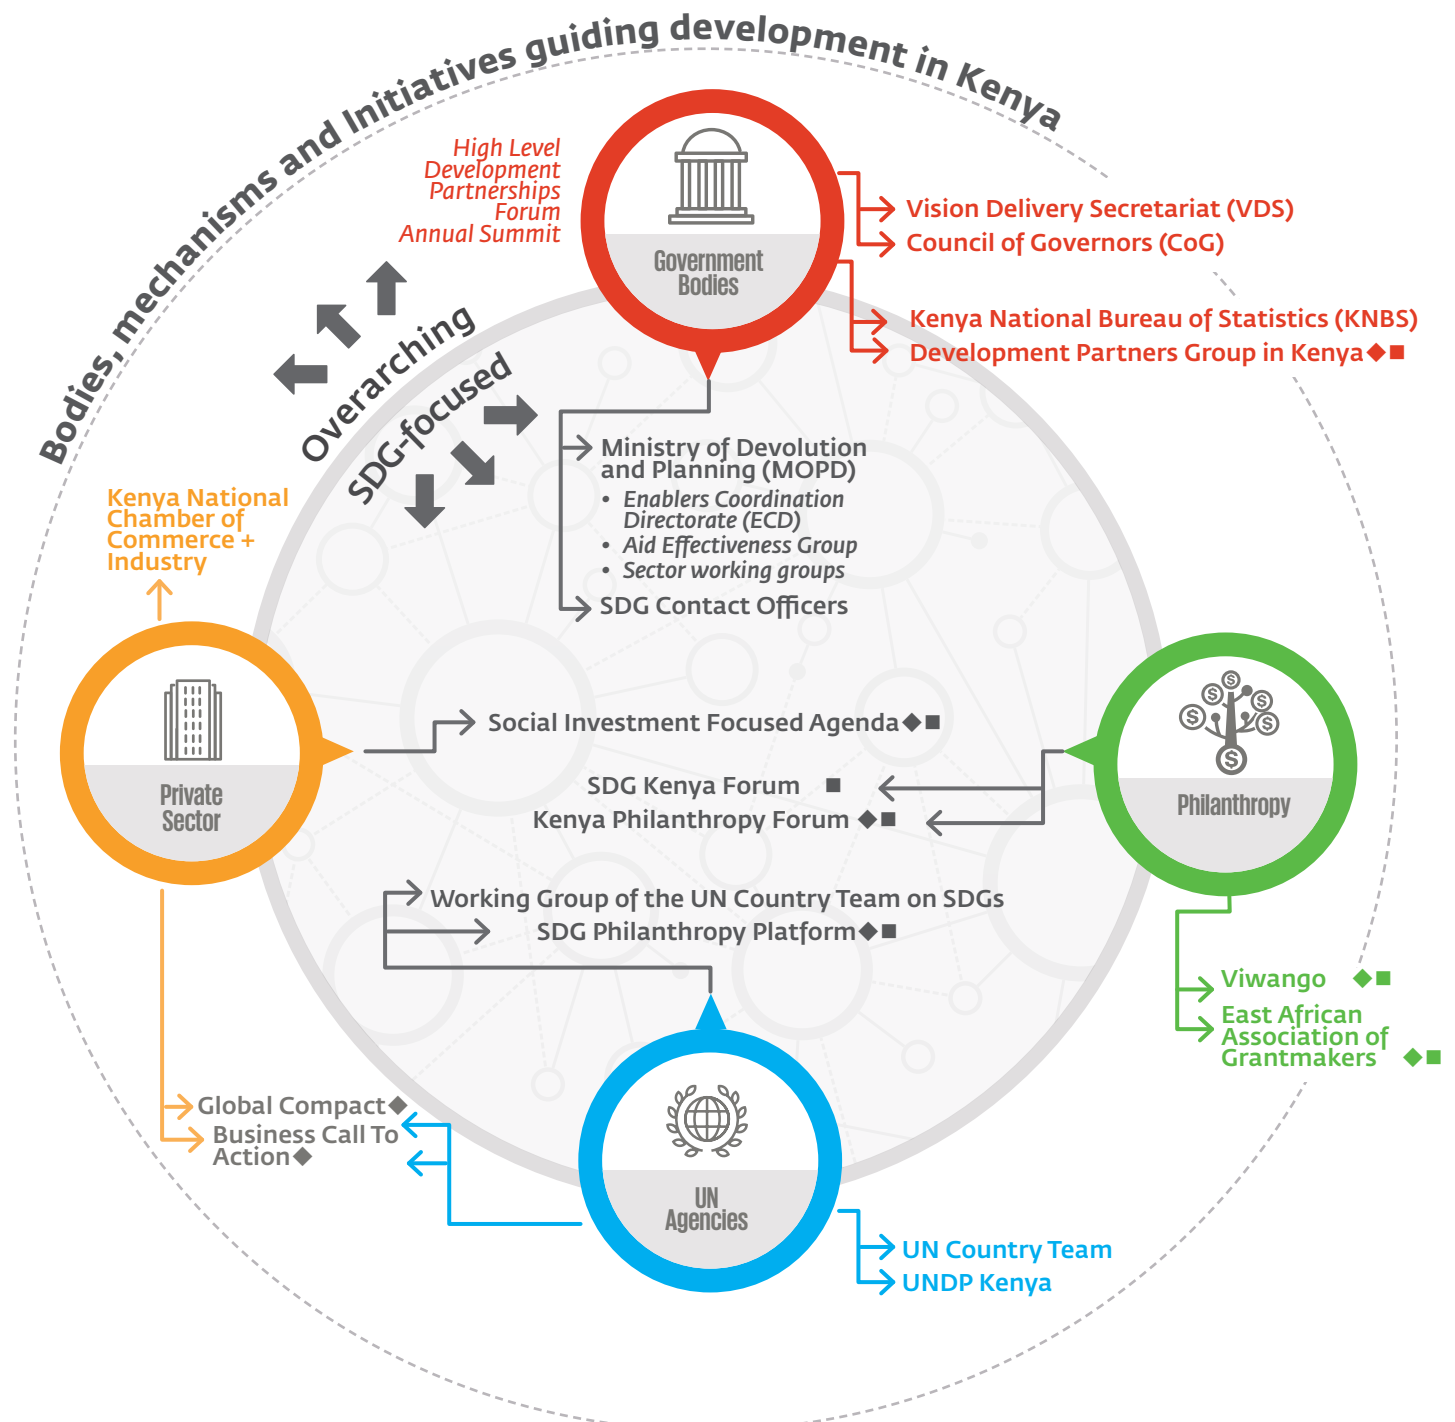 Bodies, mechanisms and Initiatives guiding development in Kenya
High Level
Development
Partnerships
Forum
Annual Summit
Government
Bodies
Vision Delivery Secretariat (VDS)
Council of Governors (CoG)
Kenya National Bureau of Statistics (KNBS)
Development Partners Group in Kenya◆■
Overarching
SDG-focused
Ministry of Devolution
and Planning (MOPD)
• Enablers Coordination
Directorate (ECD)
• Aid Effectiveness Group
• Sector working groups
SDG Contact Officers
Kenya National
Chamber of
Commerce +
Industry
Private
Sector
Social Investment Focused Agenda◆■
SDG Kenya Forum ■
Kenya Philanthropy Forum ◆■
$
$
$
$
$
$
Philanthropy
Working Group of the UN Country Team on SDGs
SDG Philanthropy Platform◆■
Viwango ◆■
East African
Association of
Grantmakers ◆■
Global Compact◆
Business Call To
Action◆
UN
Agencies
UN Country Team
UNDP Kenya